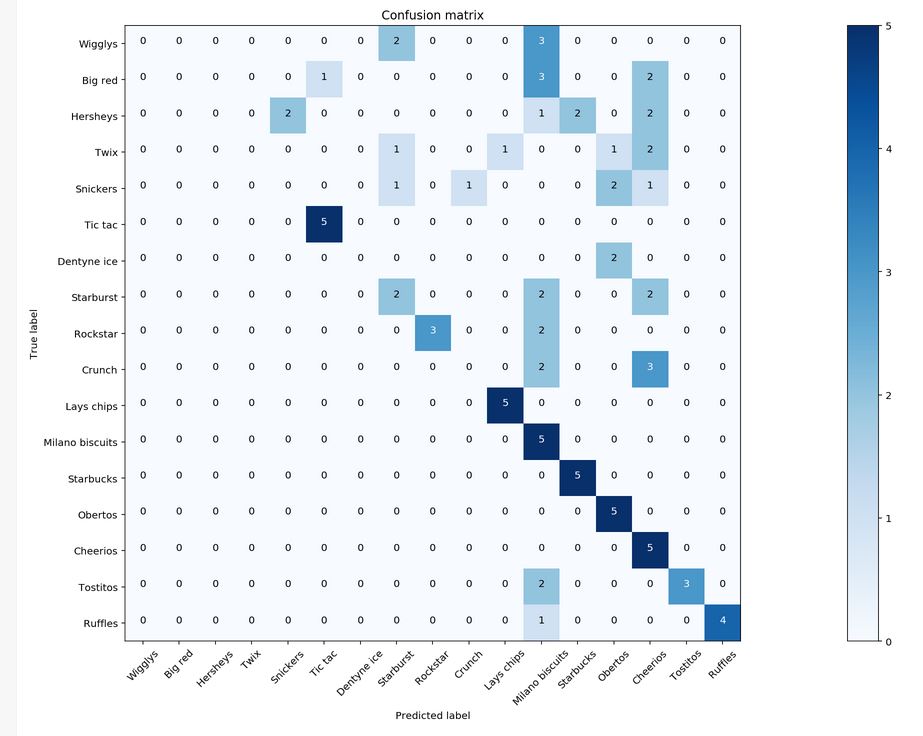 Confusion matrix
Wigglys 0 0 0 0 0 0 0 2 0 0 0 3 0 0 0 0 0
Big red 0 0 0 0 0 1 0 0 0 0 0 3 0 0 2 0 0
Hersheys 0 0 0 0 2 0 0 0 0 0 0 1 2 0 2 0 0
Twix 0 0 0 0 0 0 0 1 0 0 1 0 0 1 2 0 0
Snickers 0 0 0 0 0 0 0 1 0 1 0 0 0 2 1 0 0
Tic tac 0 0 0 0 0 5 0 0 0 0 0 0 0 0 0 0 0
Dentyne ice 0 0 0 0 0 0 0 0 0 0 0 0 0 2 0 0 0
Starburst 0 0 0 0 0 0 0 2 0 0 0 2 0 0 2 0 0
Rockstar 0 0 0 0 0 0 0 0 3 0 0 2 0 0 0 0 0
Crunch 0 0 0 0 0 0 0 0 0 0 0 2 0 0 3 0 0
Lays chips 0 0 0 0 0 0 0 0 0 0 5 0 0 0 0 0 0
Milano biscuits 0 0 0 0 0 0 0 0 0 0 0 5 0 0 0 0 0
Starbucks 0 0 0 0 0 0 0 0 0 0 0 0 5 0 0 0 0
Obertos 0 0 0 0 0 0 0 0 0 0 0 0 0 5 0 0 0
Cheerios 0 0 0 0 0 0 0 0 0 0 0 0 0 0 5 0 0
Tostitos 0 0 0 0 0 0 0 0 0 0 0 2 0 0 0 3 0
Ruffles 0 0 0 0 0 0 0 0 0 0 0 1 0 0 0 0 4
True label
Wigglys Big red Hersheys Twix Snickers Tic tac Dentyne ice Starburst Rockstar Crunch Lays chips Milano biscuits Starbucks Obertos Cheerios Tostitos Ruffles
Predicted label
5
4
3
2
1
0